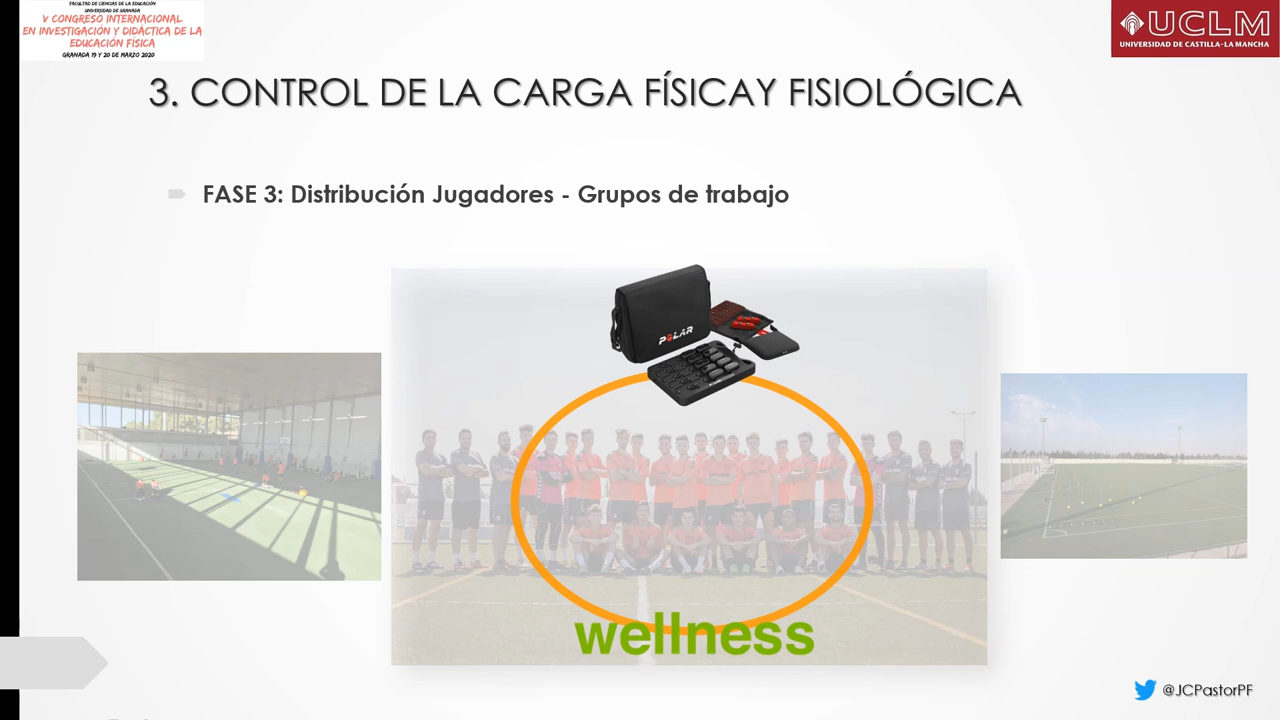 FACULTAD DE CIENCIAS DE LA EDUCACIÓN
UNIVERSIDAD DE GRANADA
V CONGRESO INTERNACIONAL
EN INVESTIGACIÓN Y DIDÁCTICA DE LA
EDUCACIÓN FÍSICA
GRANADA 19 Y 20 DE MARZO 2020
UCLM
UNIVERSIDAD DE CASTILLA-LA MANCHA
3. CONTROL DE LA CARGA FÍSICAY FISIOLÓGICA
FASE 3: Distribución Jugadores - Grupos de trabajo
POLAR
wellness
@JCPastorPF